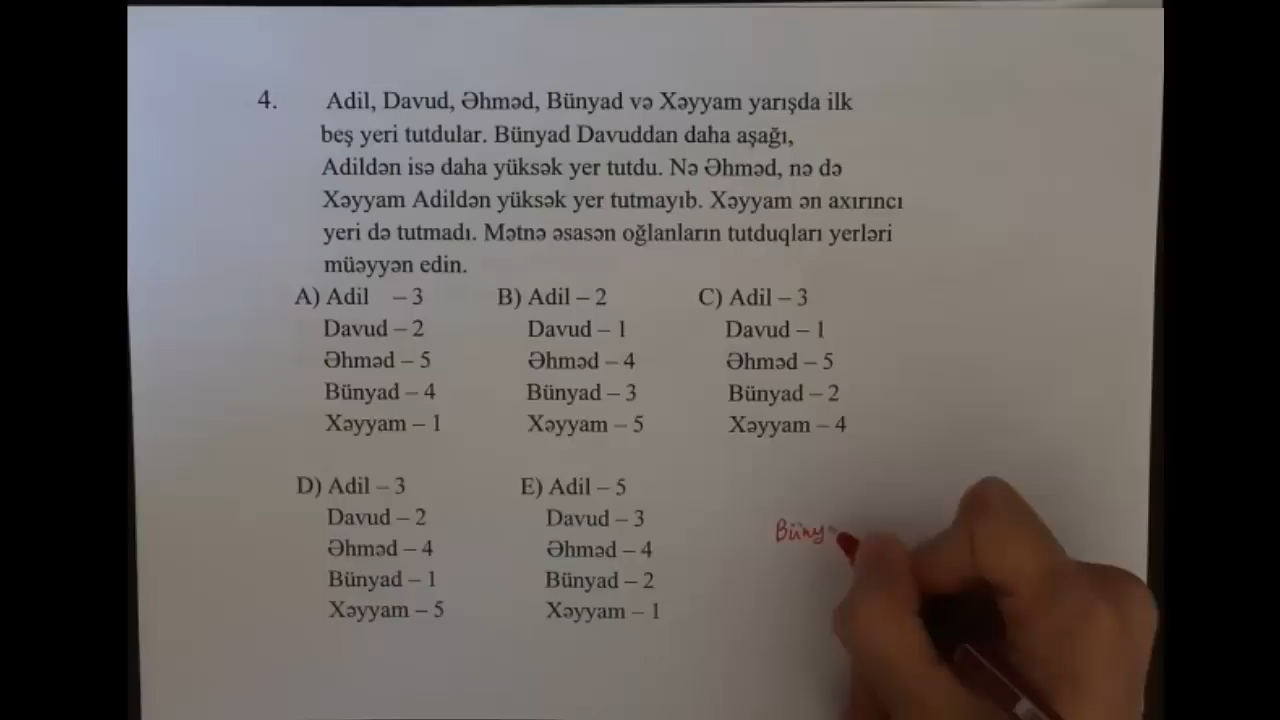 4. Adil, Davud, Əhməd, Bünyad və Xəyyam yarışda ilk
beş yeri tutdular. Bünyad Davuddan daha aşağı,
Adildən isə daha yüksək yer tutdu. Nə Əhməd, nə də
Xəyyam Adildən yüksək yer tutmayıb. Xəyyam ən axırıncı
yeri də tutmadı. Mətnə əsasən oğlanların tutduqları yerləri
müəyyən edin.
A) Adil – 3
Davud – 2
Əhməd – 5
Bünyad – 4
Xəyyam – 1
B) Adil – 2
Davud – 1
Əhməd – 4
Bünyad – 3
Xəyyam – 5
C) Adil – 3
Davud – 1
Əhməd – 5
Bünyad – 2
Xəyyam – 4
D) Adil – 3
Davud – 2
Əhməd – 4
Bünyad – 1
Xəyyam – 5
E) Adil – 5
Davud – 3
Əhməd – 4
Bünyad – 2
Xəyyam – 1
Büny